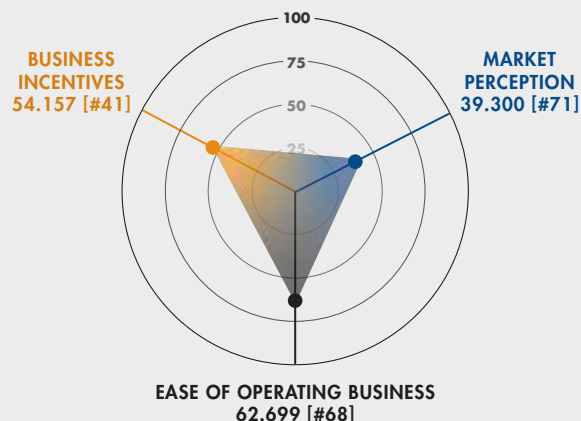 100
75
50
25
BUSINESS
INCENTIVES
54.157 [#41]
MARKET
PERCEPTION
39.300 [#71]
EASE OF OPERATING BUSINESS
62.699 [#68]